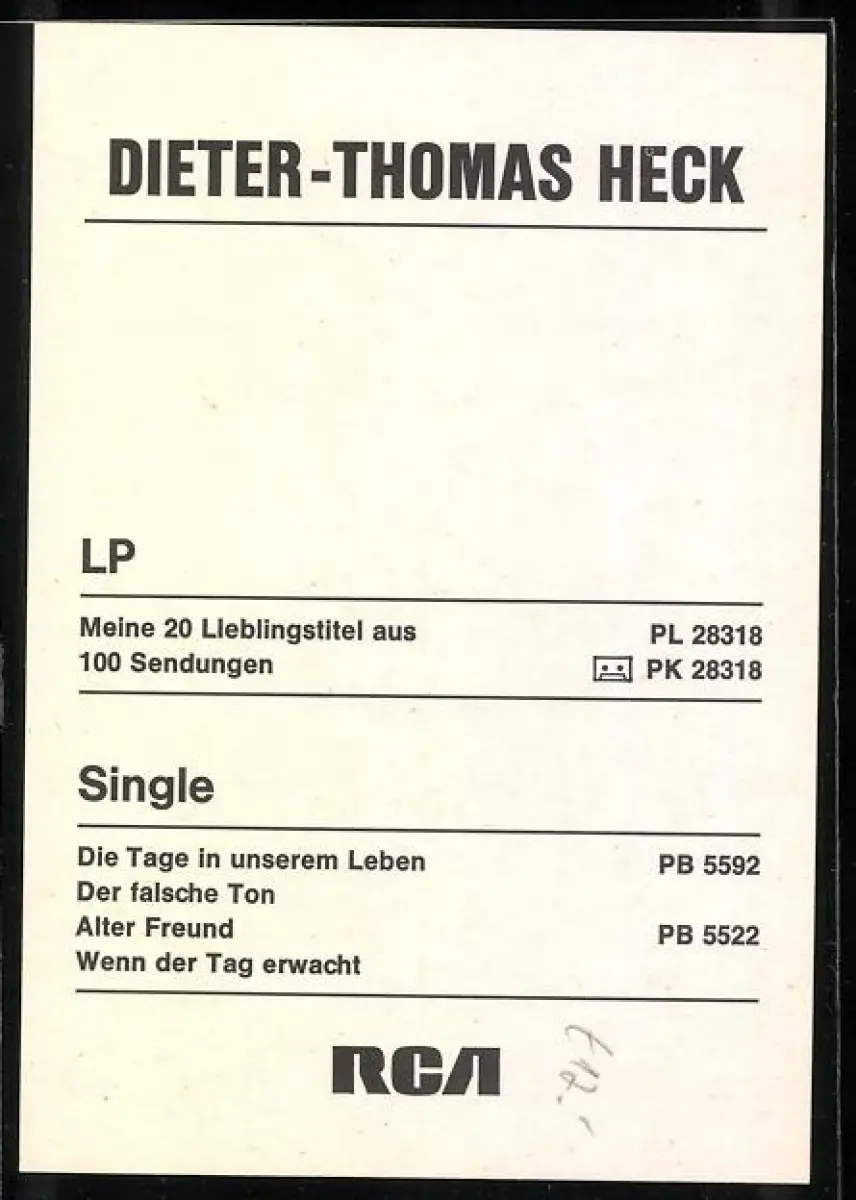 DIETER-THOMAS HECK
LP
Meine 20 Lieblingstitel aus PL 28318
100 Sendungen PK 28318
Single
Die Tage in unserem Leben PB 5592
Der falsche Ton
Alter Freund PB 5522
Wenn der Tag erwacht
RCA